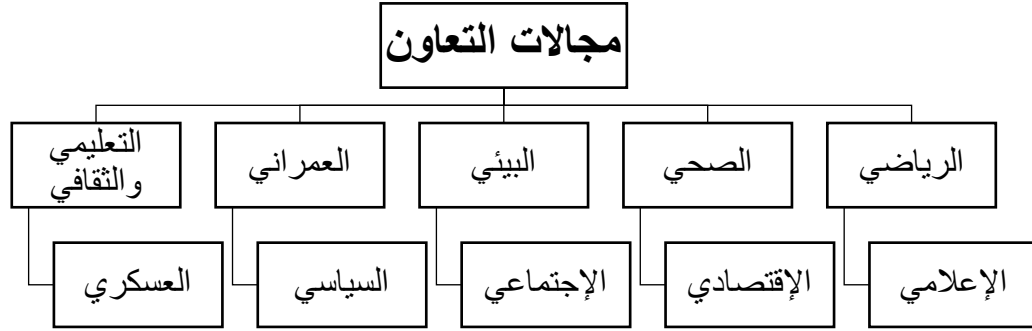 مجالات التعاون
الرياضي
الصحي
البيئي
العمراني
التعليمي
والثقافي
الإعلامي
الإقتصادي
الإجتماعي
السياسي
العسكري